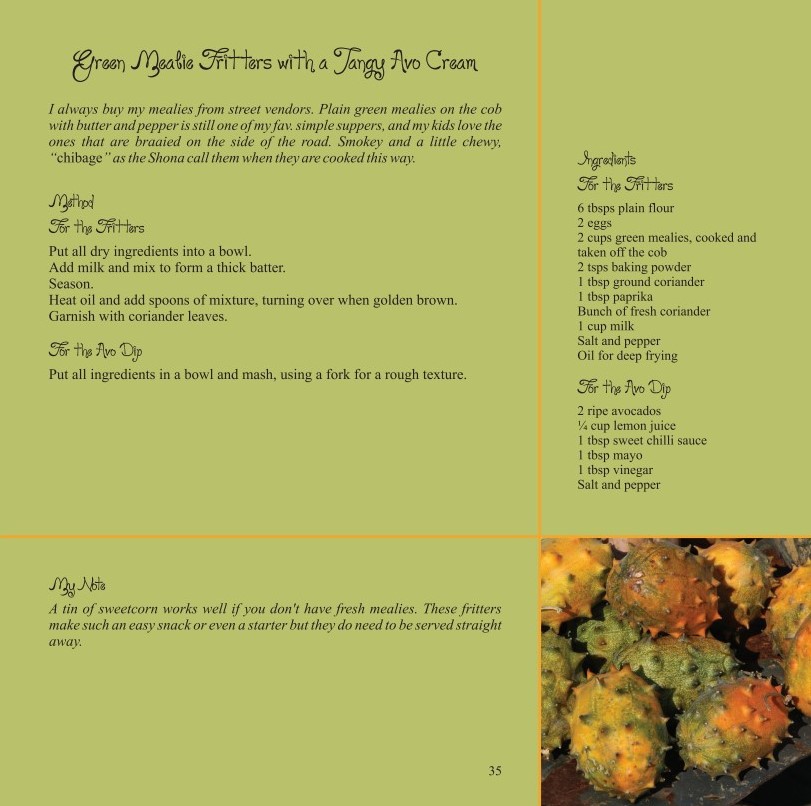 Green Mealie Fritters with a Tangy Avo Cream
I always buy my mealies from street vendors. Plain green mealies on the cob
with butter and pepper is still one of my fav. simple suppers, and my kids love the
ones that are braaied on the side of the road. Smokey and a little chewy,
"chibage" as the Shona call them when they are cooked this way.
Method
For the Fritters
Put all dry ingredients into a bowl.
Add milk and mix to form a thick batter.
Season.
Heat oil and add spoons of mixture, turning over when golden brown.
Garnish with coriander leaves.
For the Avo Dip
Put all ingredients in a bowl and mash, using a fork for a rough texture.
Ingredients
For the Fritters
6 tbsps plain flour
2 eggs
2 cups green mealies, cooked and
taken off the cob
2 tsps baking powder
1 tbsp ground coriander
1 tbsp paprika
Bunch of fresh coriander
1 cup milk
Salt and pepper
Oil for deep frying
For the Avo Dip
2 ripe avocados
¼ cup lemon juice
1 tbsp sweet chilli sauce
1 tbsp mayo
1 tbsp vinegar
Salt and pepper
My Note
A tin of sweetcorn works well if you don't have fresh mealies. These fritters
make such an easy snack or even a starter but they do need to be served straight
away.
35